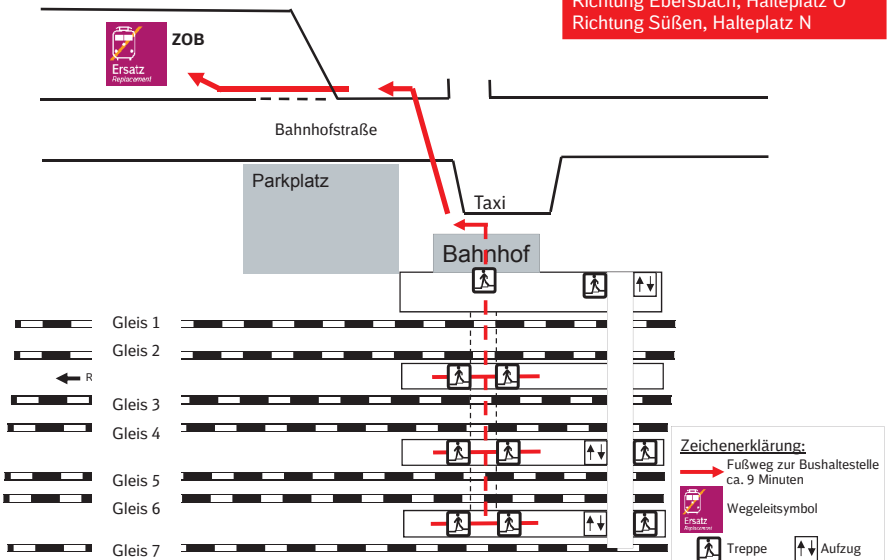 Richtung Ebersbach, Halteplatz O
Richtung Süßen, Halteplatz N
ZOB
Ersatz
Replacement
Bahnhofstraße
Parkplatz
Taxi
Bahnhof
Gleis 1
Gleis 2
R
Gleis 3
Gleis 4
Gleis 5
Gleis 6
Gleis 7
Zeichenerklärung:
Fußweg zur Bushaltestelle
ca. 9 Minuten
Ersatz
Replacement
Wegeleitsymbol
Treppe
Aufzug